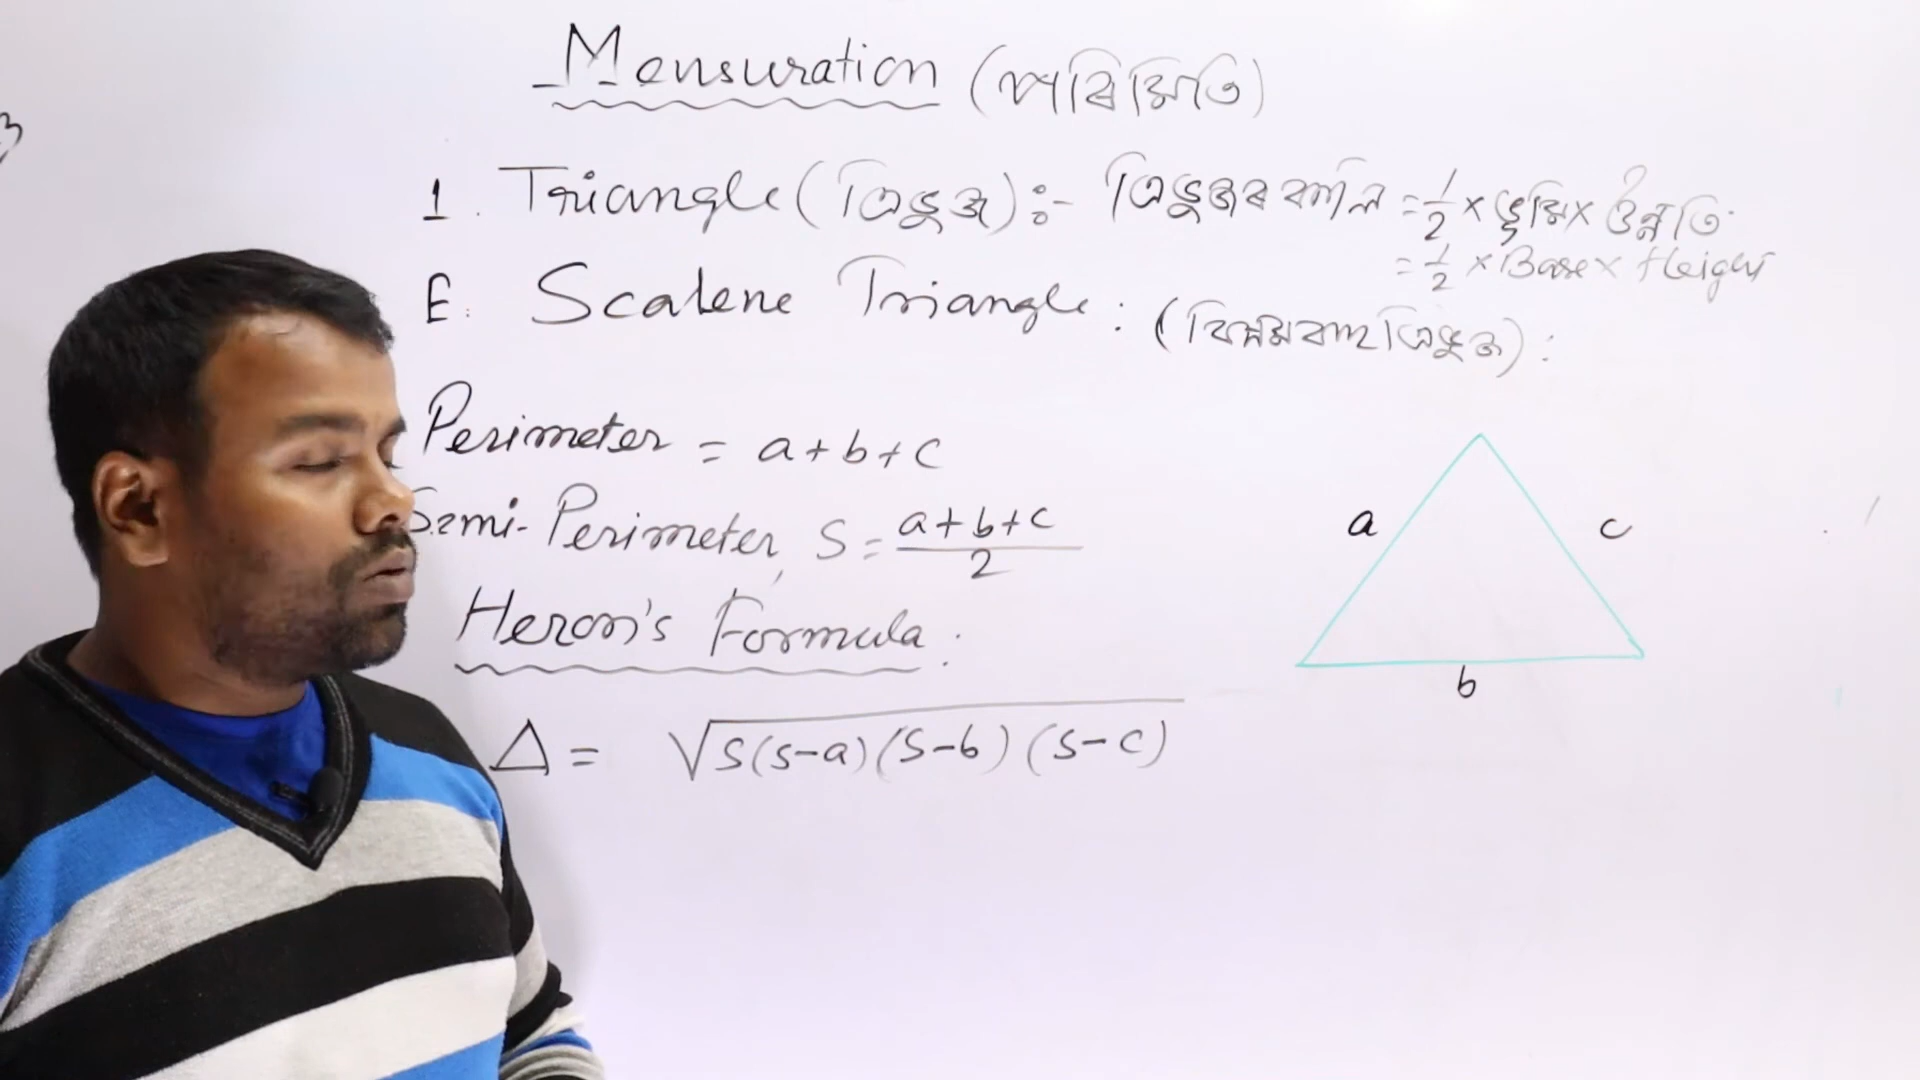 Mensuration (পৰিমিতি)
1. Triangle (ত্ৰিভুজ) :- ত্ৰিভুজৰ কালি = 1/2 × ভূমি × উন্নতি
= 1/2 × Base × Height
E. Scalene Triangle : (বিষমবাহু ত্ৰিভুজ) :
Perimeter = a+b+c
Semi-Perimeter, S = a+b+c/2
Heron's Formula :
Δ = √S(s-a)(s-b)(s-c)
a
c
b